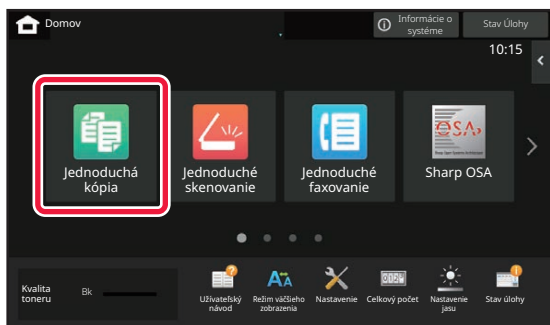 Domov
Informácie o
systéme
Stav Úlohy
10:15
Jednoduchá
kópia
Jednoduché
skenovanie
Jednoduché
faxovanie
OSA
Sharp OSA
Kvalita
toneru
Bk
Užívateľský
návod
Režim väčšieho
zobrazenia
Nastavenie
Celkový počet
Nastavenie
jasu
Stav úlohy